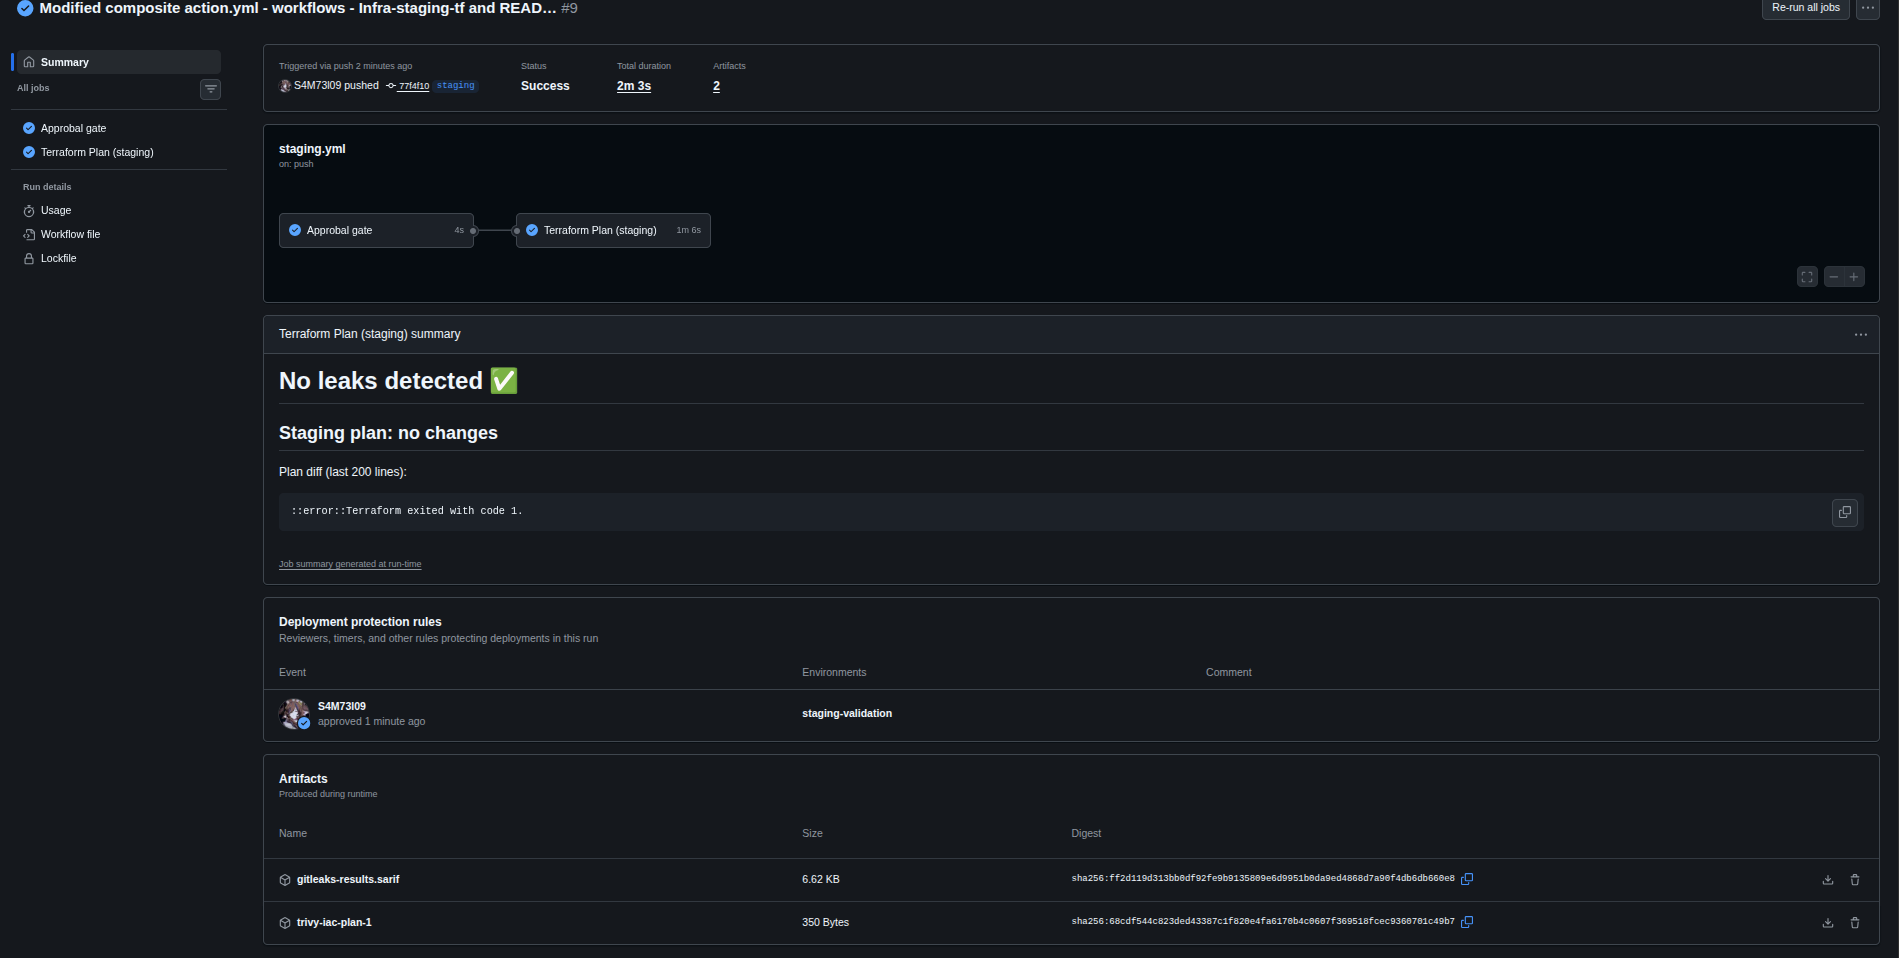 Modified composite action.yml - workflows - Infra-staging-tf and READ… #9
Re-run all jobs
Summary
All jobs
Approbal gate
Terraform Plan (staging)
Run details
Usage
Workflow file
Lockfile
Triggered via push 2 minutes ago
Status
Total duration
Artifacts
S4M73l09 pushed 77f4f10 staging
Success
2m 3s
2
staging.yml
on: push
Approbal gate 4s
Terraform Plan (staging) 1m 6s
Terraform Plan (staging) summary
No leaks detected ✅
Staging plan: no changes
Plan diff (last 200 lines):
::error::Terraform exited with code 1.
Job summary generated at run-time
Deployment protection rules
Reviewers, timers, and other rules protecting deployments in this run
Event Environments Comment
S4M73l09
approved 1 minute ago
staging-validation
Artifacts
Produced during runtime
Name Size Digest
gitleaks-results.sarif 6.62 KB sha256:ff2d119d313bb0df92fe9b9135809e6d9951b0da9ed4868d7a90f4db6db660e8
trivy-iac-plan-1 350 Bytes sha256:68cdf544c823ded43387c1f820e4fa6170b4c0607f369518fcec9360701c49b7